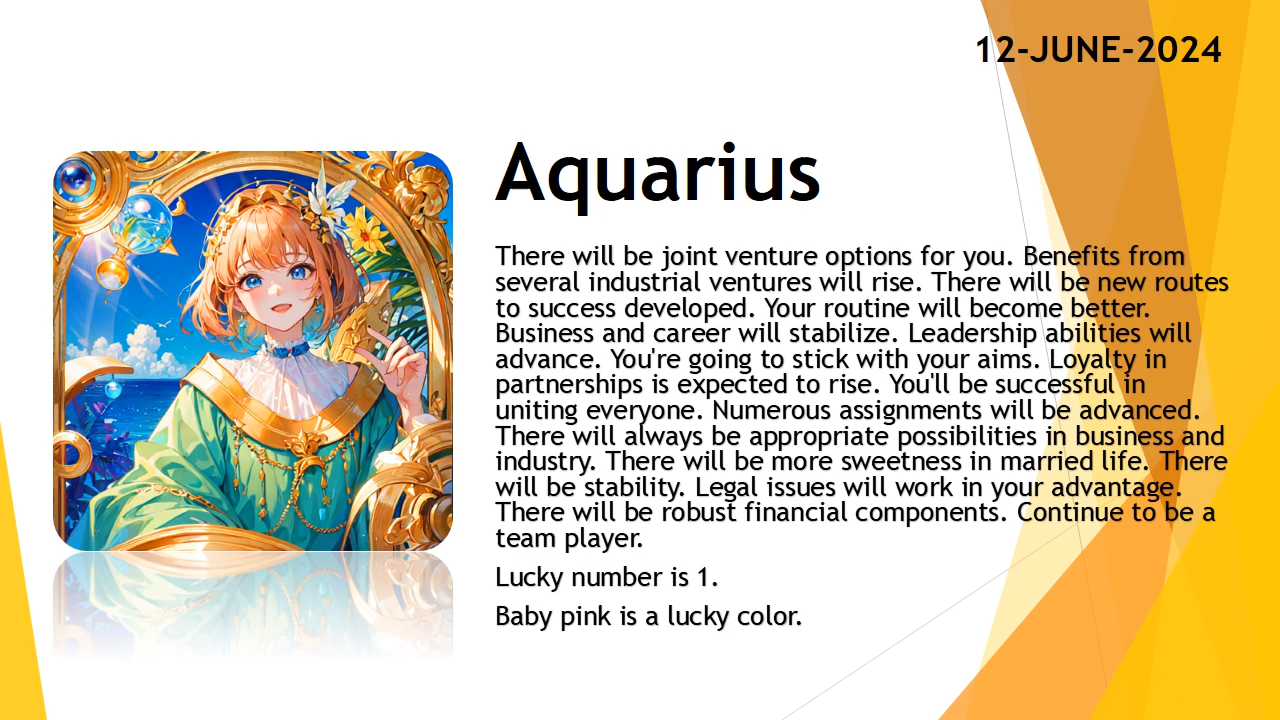 12-JUNE-2024
Aquarius
There will be joint venture options for you. Benefits from
several industrial ventures will rise. There will be new routes
to success developed. Your routine will become better.
Business and career will stabilize. Leadership abilities will
advance. You're going to stick with your aims. Loyalty in
partnerships is expected to rise. You'll be successful in
uniting everyone. Numerous assignments will be advanced.
There will always be appropriate possibilities in business and
industry. There will be more sweetness in married life. There
will be stability. Legal issues will work in your advantage.
There will be robust financial components. Continue to be a
team player.
Lucky number is 1.
Baby pink is a lucky color.